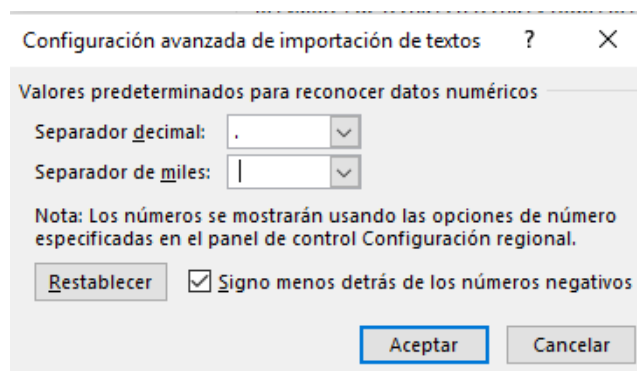 Configuración avanzada de importación de textos ? ×
Valores predeterminados para reconocer datos numéricos
Separador decimal: .
Separador de miles:
Nota: Los números se mostrarán usando las opciones de número
especificadas en el panel de control Configuración regional.
Restablecer Signo menos detrás de los números negativos
Aceptar Cancelar